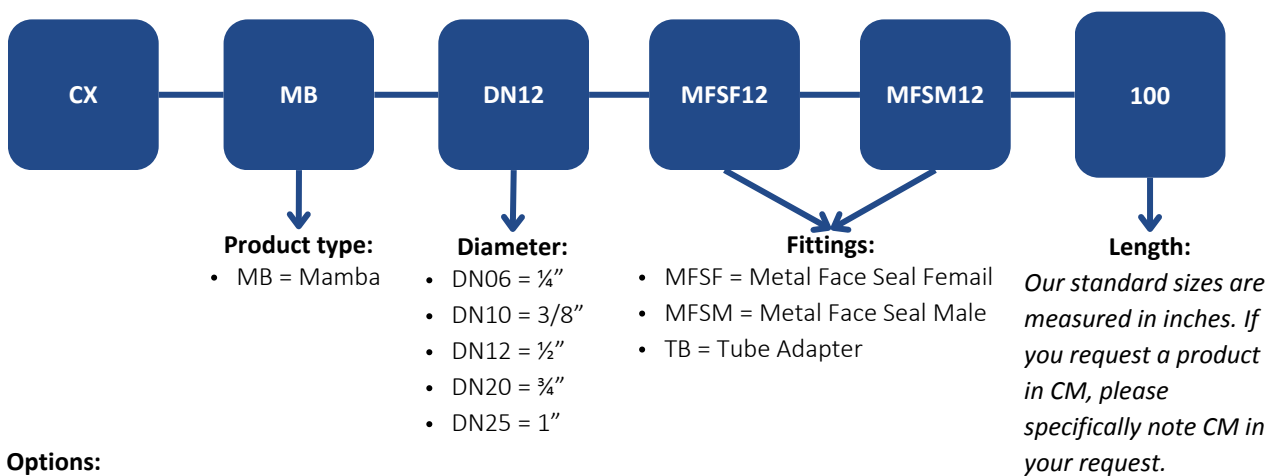 CX
MB
DN12
MFSF12
MFSM12
100
Product type:
• MB = Mamba
Diameter:
• DN06 = ¼”
• DN10 = 3/8”
• DN12 = ½”
• DN20 = ¾”
• DN25 = 1”
Fittings:
• MFSF = Metal Face Seal Femail
• MFSM = Metal Face Seal Male
• TB = Tube Adapter
Length:
Our standard sizes are
measured in inches. If
you request a product
in CM, please
specifically note CM in
your request.
Options: